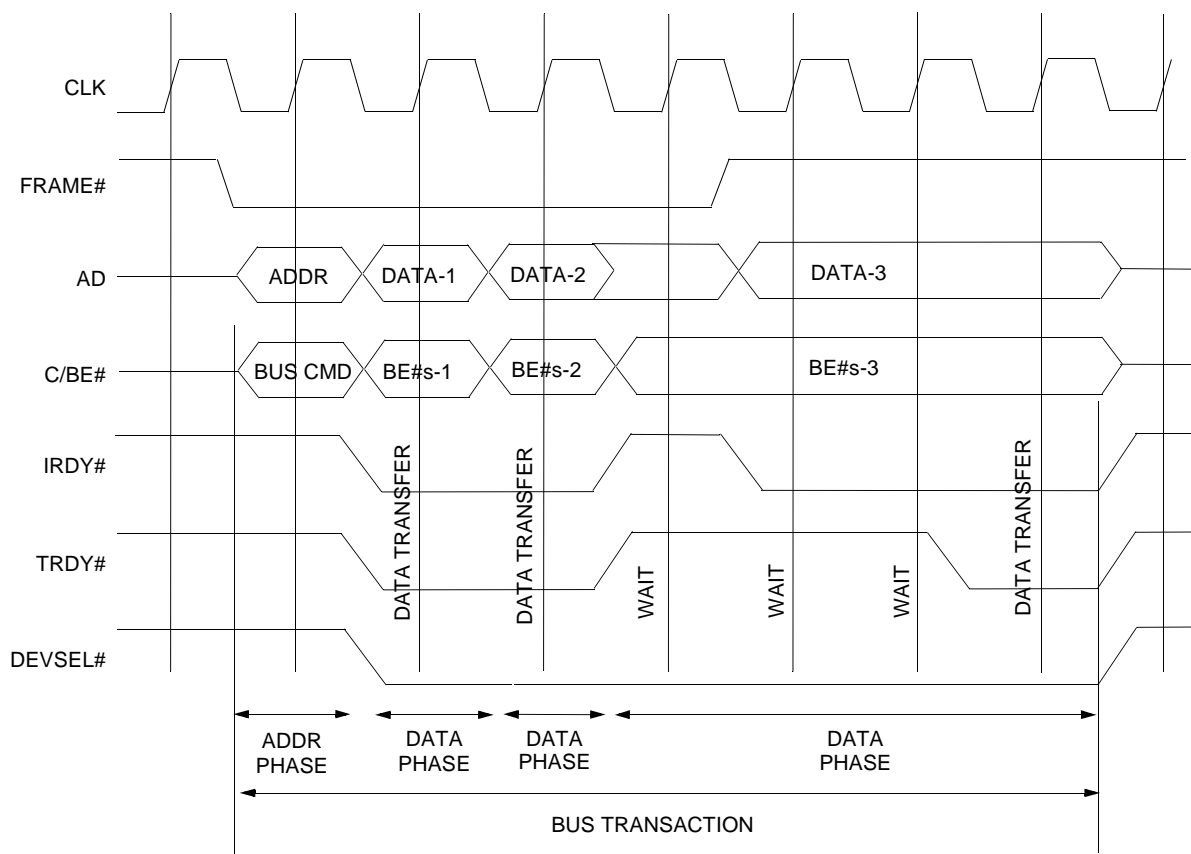 CLK
FRAME#
AD
ADDR
DATA-1
DATA-2
DATA-3
C/BE#
BUS CMD
BE#s-1
BE#s-2
BE#s-3
IRDY#
TRDY#
DEVSEL#
DATA TRANSFER
DATA TRANSFER
WAIT
WAIT
WAIT
DATA TRANSFER
ADDR
PHASE
DATA
PHASE
DATA
PHASE
DATA
PHASE
BUS TRANSACTION